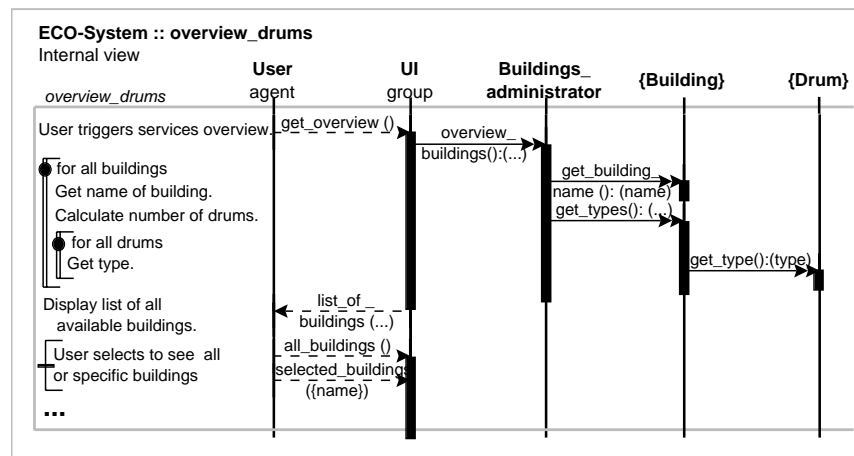 ECO-System :: overview_drums
Internal view
User
agent
UI
group
Buildings_
administrator
{Building}
{Drum}
overview_drums
User triggers services overview.
get_overview ()
overview_
buildings():(...)
for all buildings
Get name of building.
Calculate number of drums.
get_building_
name (): (name)
get_types(): (...)
for all drums
Get type.
get_type():(type)
Display list of all
available buildings.
list_of _
buildings (...)
User selects to see all
or specific buildings
all_buildings ()
selected_buildings
({name})
...